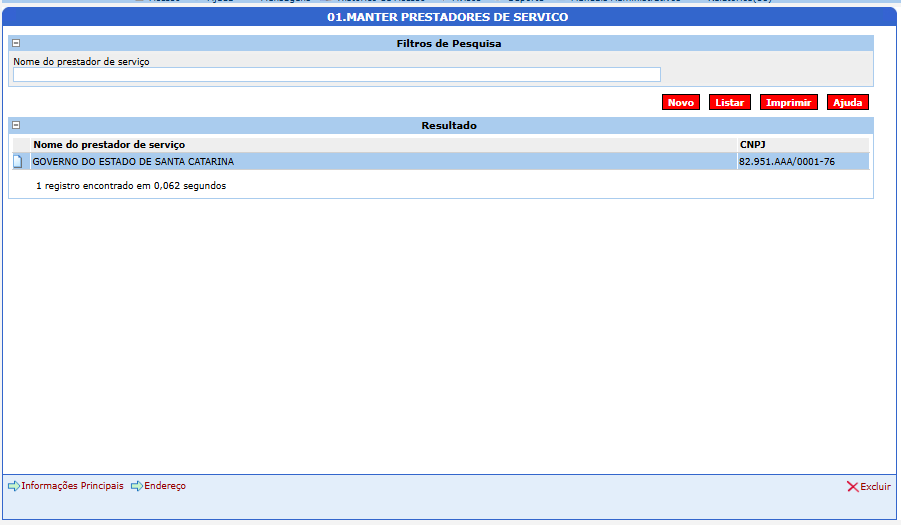 01.MANTER PRESTADORES DE SERVICO
Filtros de Pesquisa
Nome do prestador de serviço
Novo Listar Imprimir Ajuda
Resultado
Nome do prestador de serviço CNPJ
GOVERNO DO ESTADO DE SANTA CATARINA 82.951.AAA/0001-76
1 registro encontrado em 0,062 segundos
Informações Principais Endereço Excluir